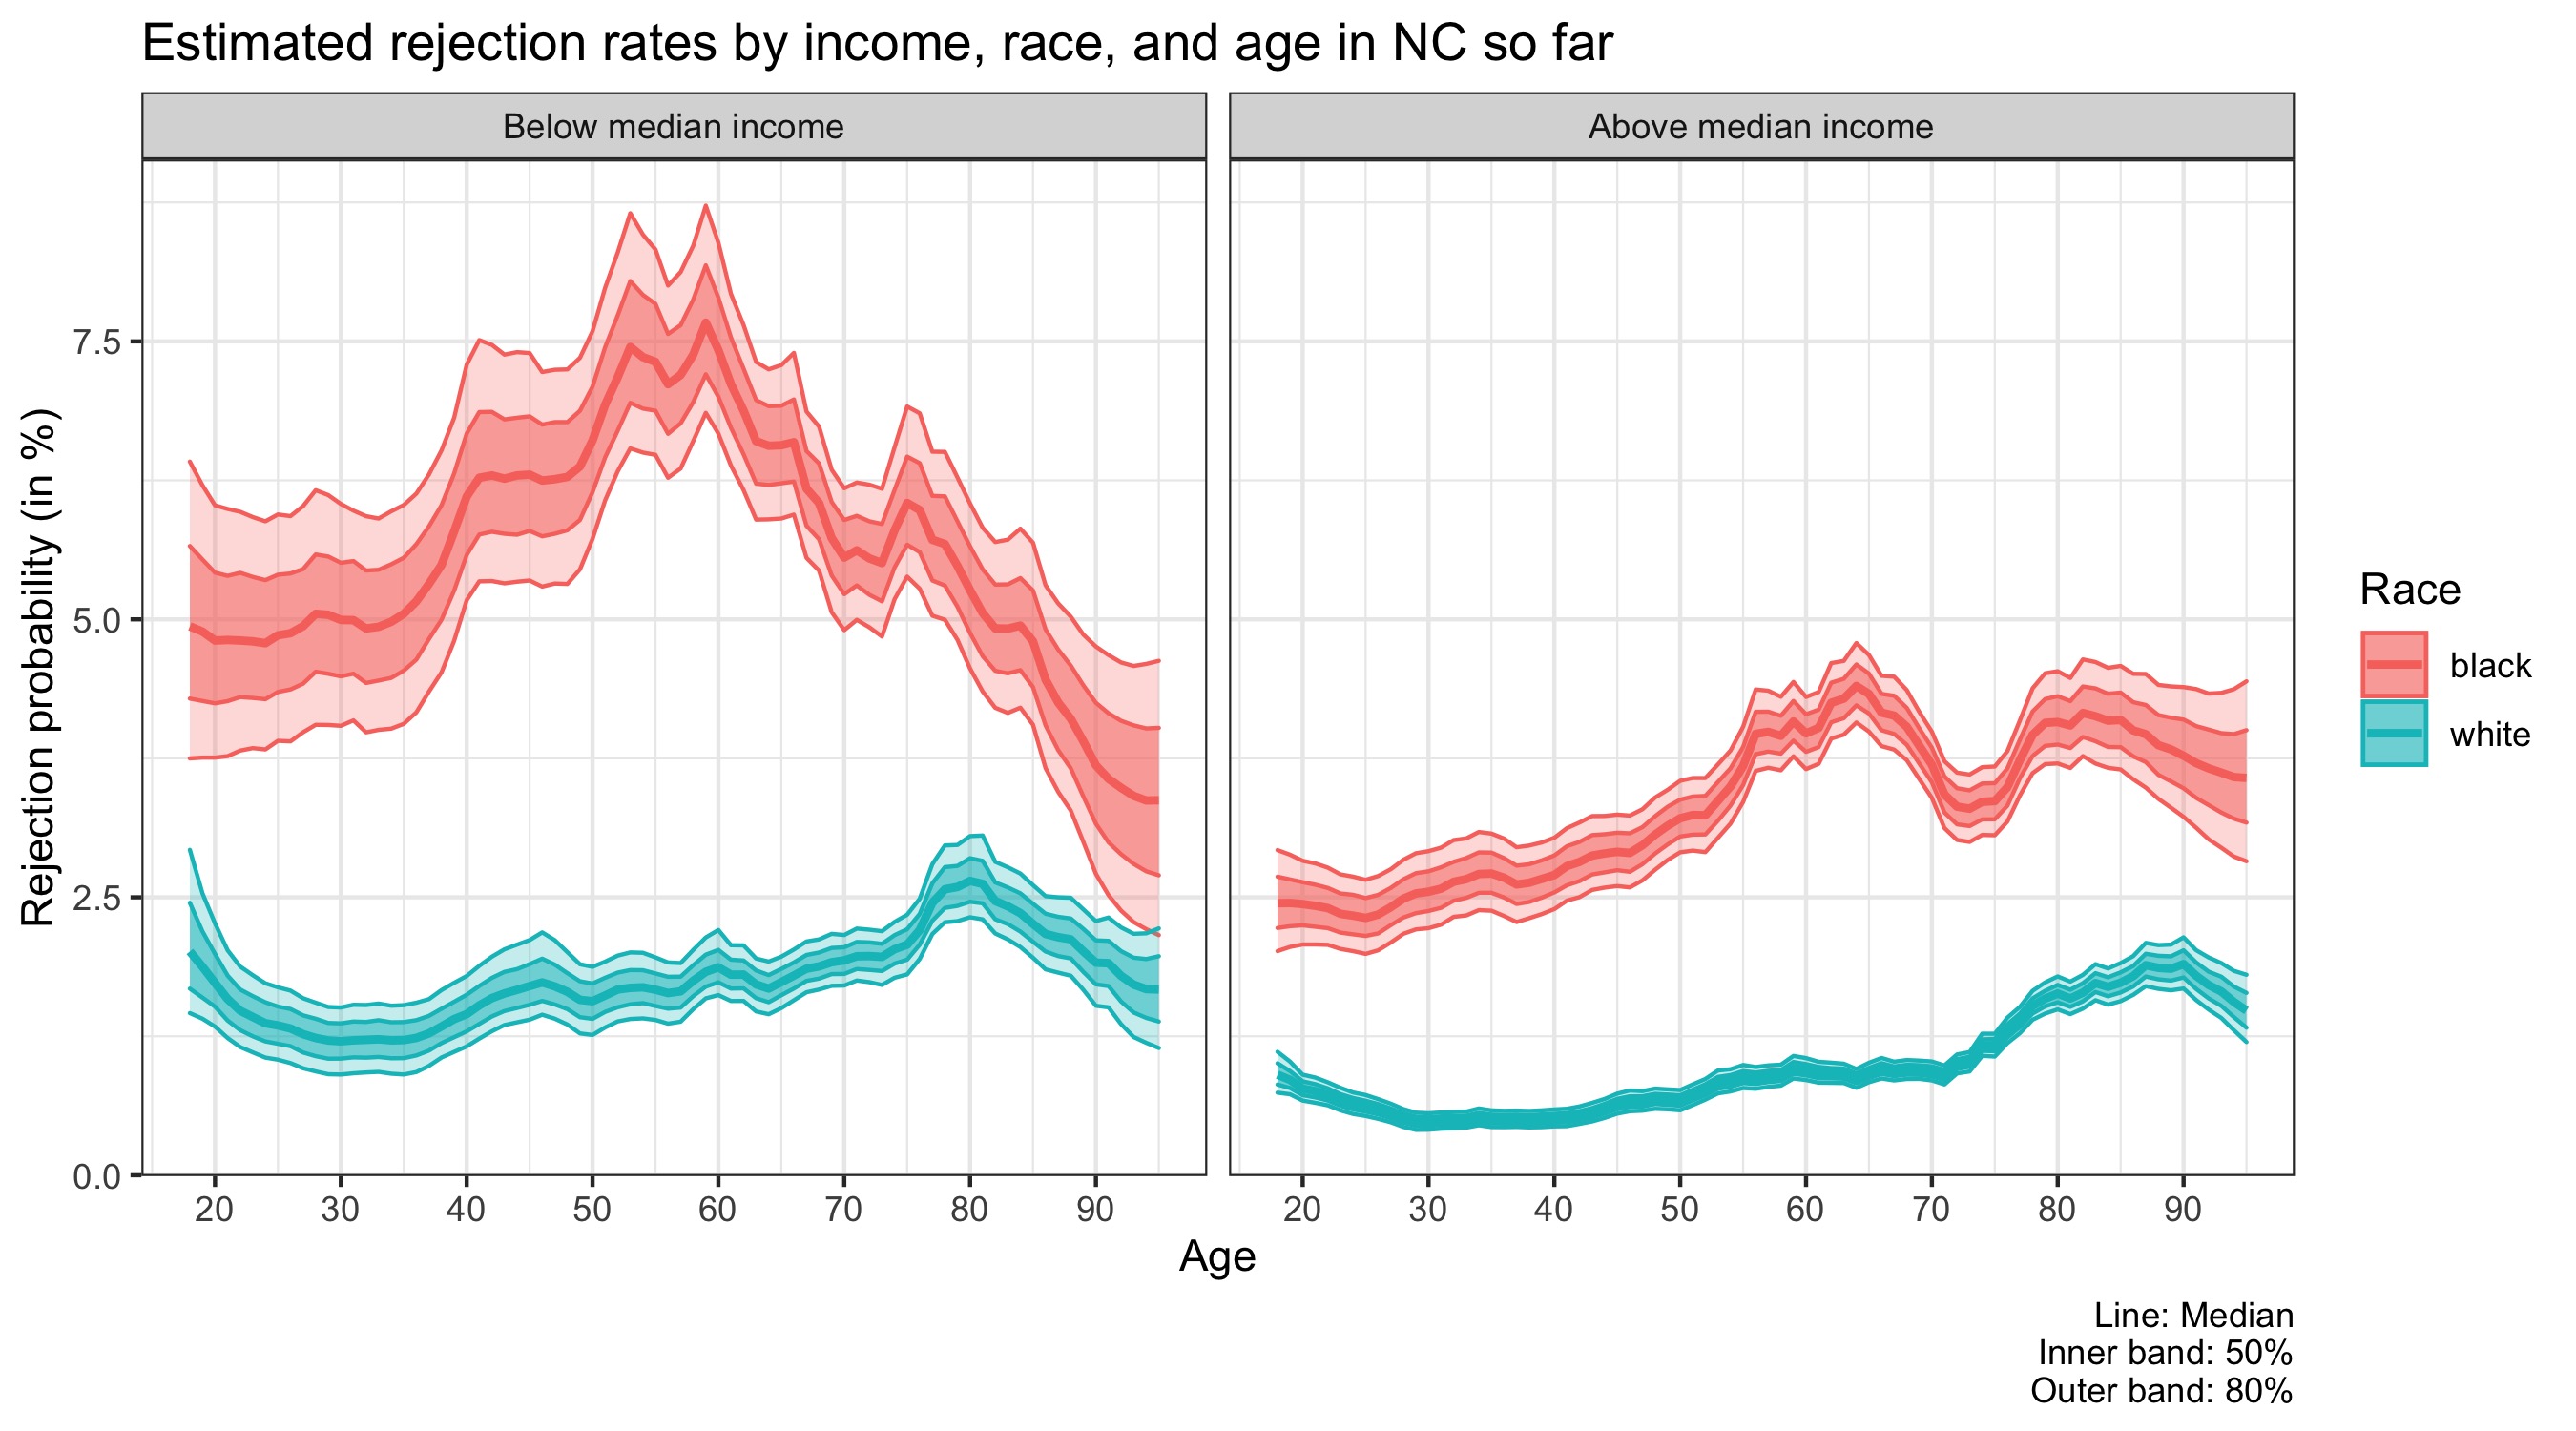 Estimated rejection rates by income, race, and age in NC so far
Below median income
Above median income
Rejection probability (in %)
7.5
5.0
2.5
0.0
20 30 40 50 60 70 80 90
20 30 40 50 60 70 80 90
Age
Race
black
white
Line: Median
Inner band: 50%
Outer band: 80%